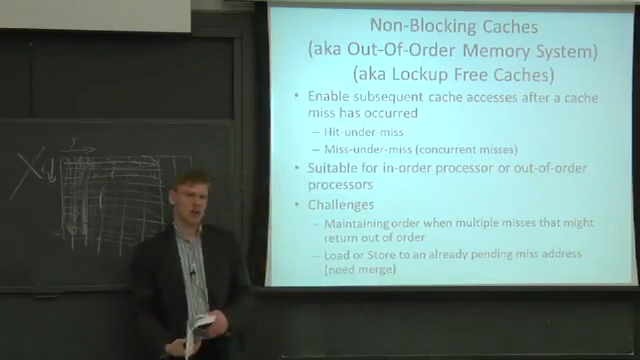 Non-Blocking Caches
(aka Out-Of-Order Memory System)
(aka Lockup Free Caches)
• Enable subsequent cache accesses after a cache
miss has occurred
– Hit-under-miss
– Miss-under-miss (concurrent misses)
• Suitable for in-order processor or out-of-order
processors
• Challenges
– Maintaining order when multiple misses that might
return out of order
– Load or Store to an already pending miss address
(need merge)